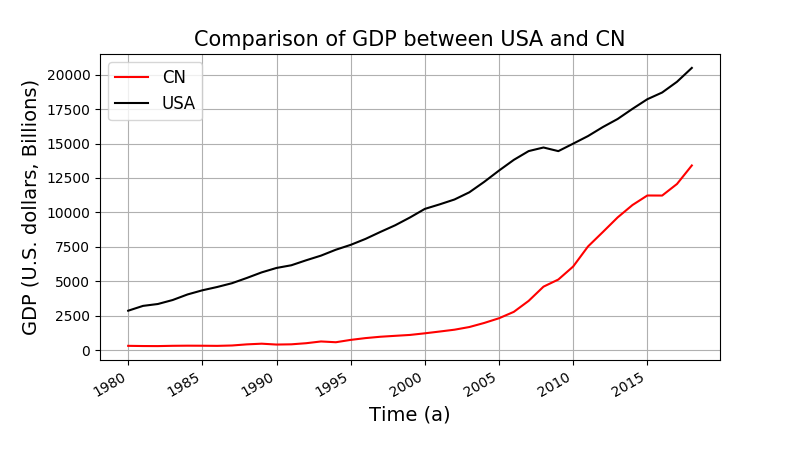 Comparison of GDP between USA and CN
CN
USA
GDP (U.S. dollars, Billions)
20000
17500
15000
12500
10000
7500
5000
2500
0
1980 1985 1990 1995 2000 2005 2010 2015
Time (a)